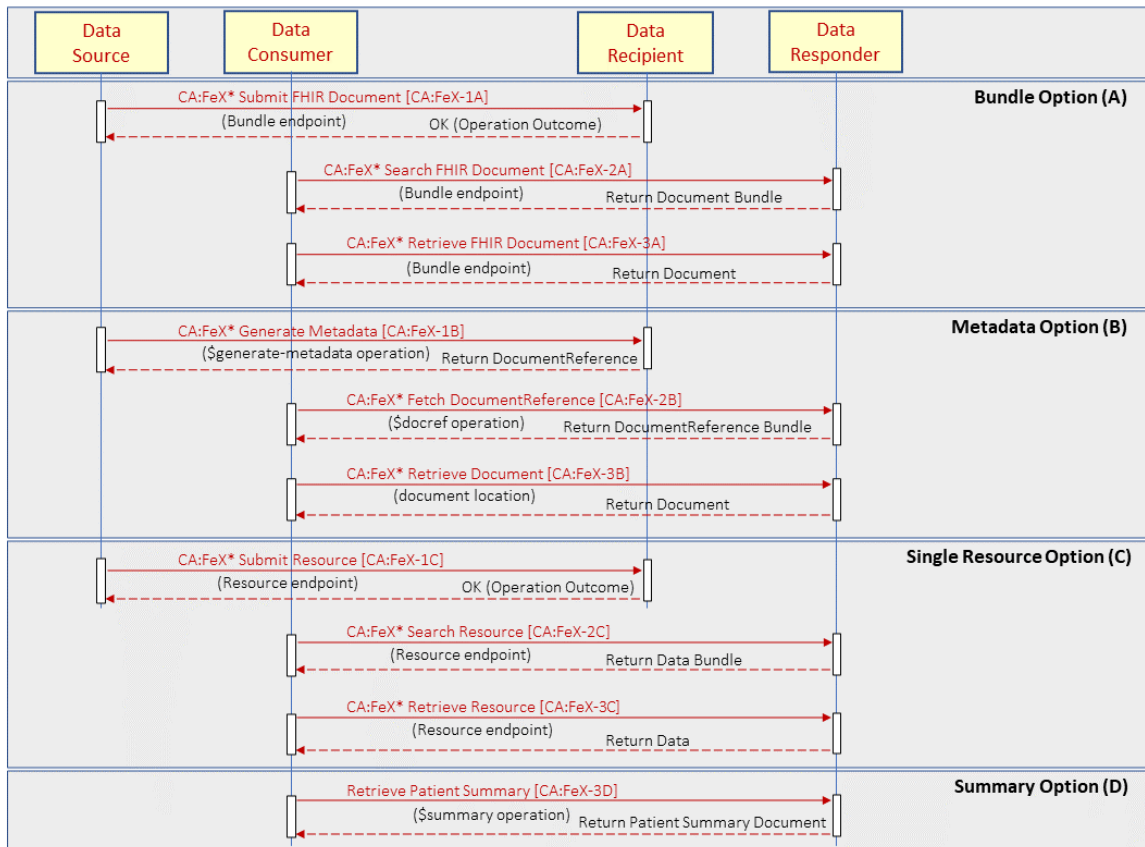 Data
Source
Data
Consumer
Data
Recipient
Data
Responder
Bundle Option (A)
CA:FeX* Submit FHIR Document [CA:FeX-1A]
(Bundle endpoint)
OK (Operation Outcome)
CA:FeX* Search FHIR Document [CA:FeX-2A]
(Bundle endpoint)
Return Document Bundle
CA:FeX* Retrieve FHIR Document [CA:FeX-3A]
(Bundle endpoint)
Return Document
Metadata Option (B)
CA:FeX* Generate Metadata [CA:FeX-1B]
($generate-metadata operation)
Return DocumentReference
CA:FeX* Fetch DocumentReference [CA:FeX-2B]
($docref operation)
Return DocumentReference Bundle
CA:FeX* Retrieve Document [CA:FeX-3B]
(document location)
Return Document
Single Resource Option (C)
CA:FeX* Submit Resource [CA:FeX-1C]
(Resource endpoint)
OK (Operation Outcome)
CA:FeX* Search Resource [CA:FeX-2C]
(Resource endpoint)
Return Data Bundle
CA:FeX* Retrieve Resource [CA:FeX-3C]
(Resource endpoint)
Return Data
Summary Option (D)
Retrieve Patient Summary [CA:FeX-3D]
($summary operation)
Return Patient Summary Document